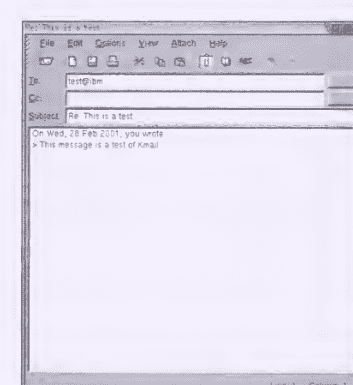 Re: This is a test
File Edit Options View Attach Help
To: test@ibm
Cc:
Subject: Re: This is a test
On Wed, 28 Feb 2001, you wrote
> This message is a test of Kmail